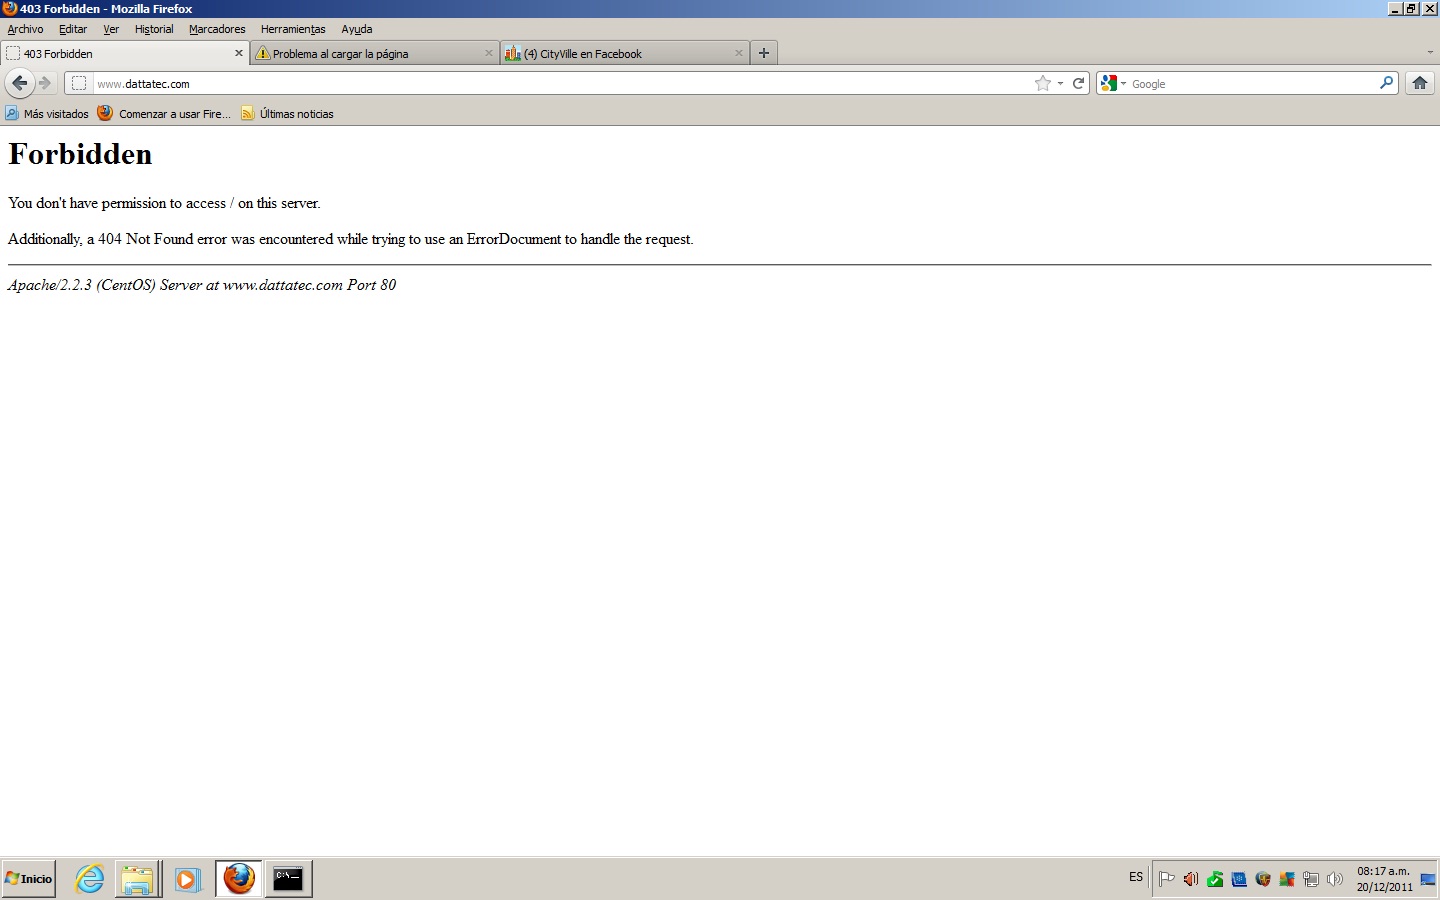 403 Forbidden - Mozilla Firefox
Archivo Editar Ver Historial Marcadores Herramientas Ayuda
403 Forbidden Problema al cargar la página (4) CityVille en Facebook
www.dattatec.com Google
Más visitados Comenzar a usar Fire... Últimas noticias
Forbidden
You don't have permission to access / on this server.
Additionally, a 404 Not Found error was encountered while trying to use an ErrorDocument to handle the request.
Apache/2.2.3 (CentOS) Server at www.dattatec.com Port 80
Inicio C:\_ ES 08:17 a.m.
20/12/2011